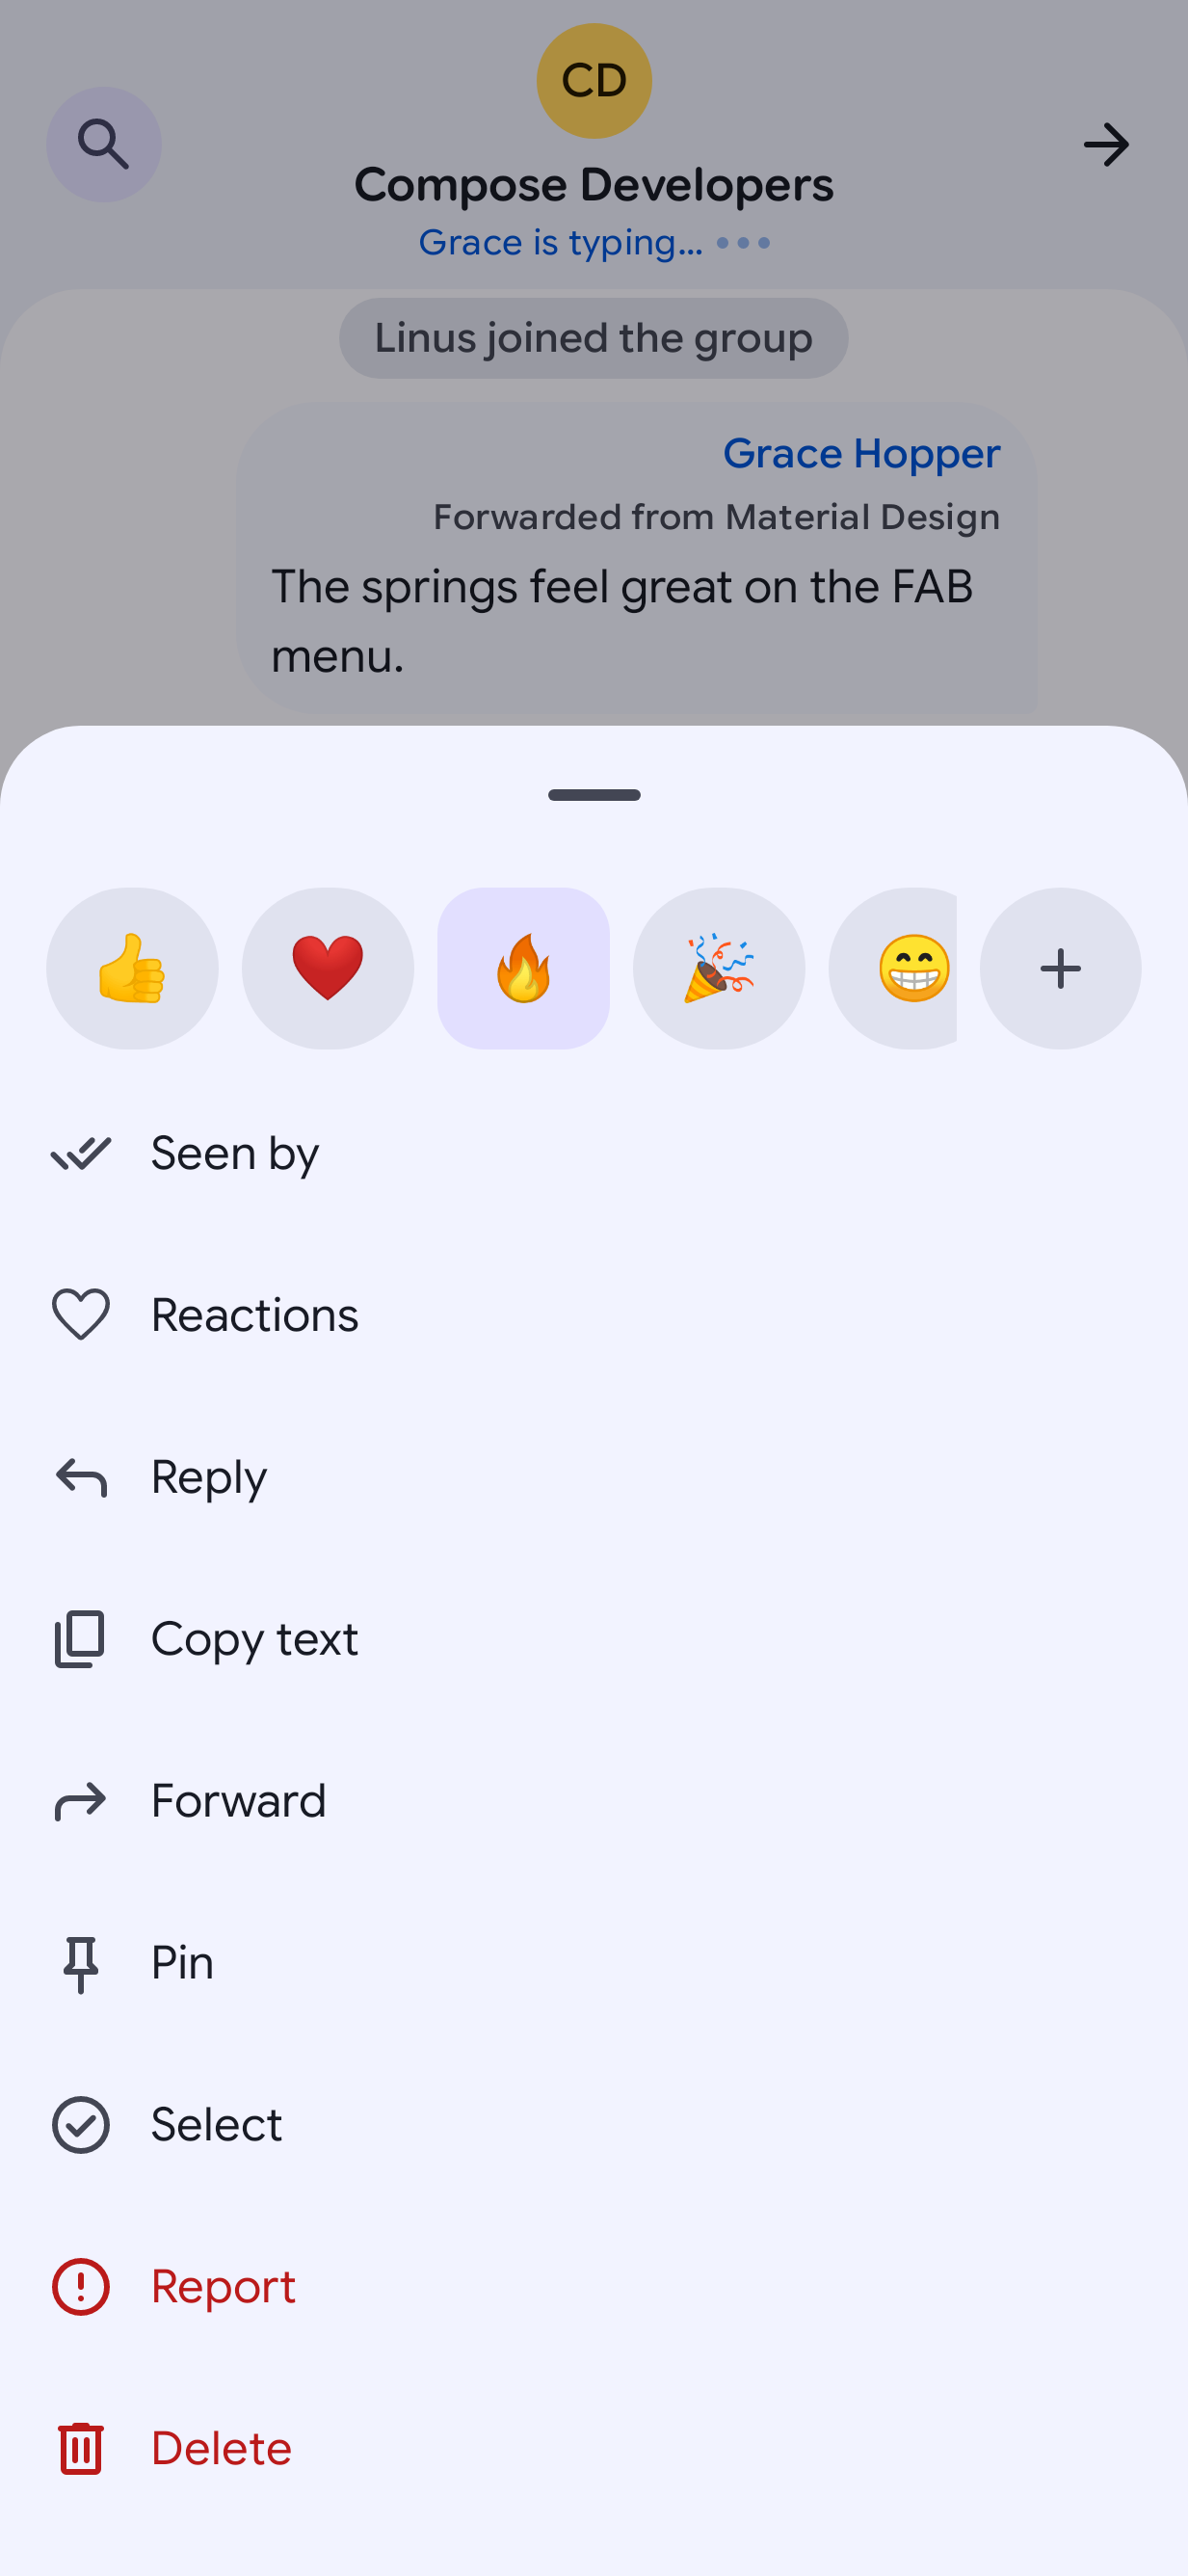 CD
Compose Developers
Grace is typing...
Linus joined the group
Grace Hopper
Forwarded from Material Design
The springs feel great on the FAB
menu.
Seen by
Reactions
Reply
Copy text
Forward
Pin
Select
Report
Delete